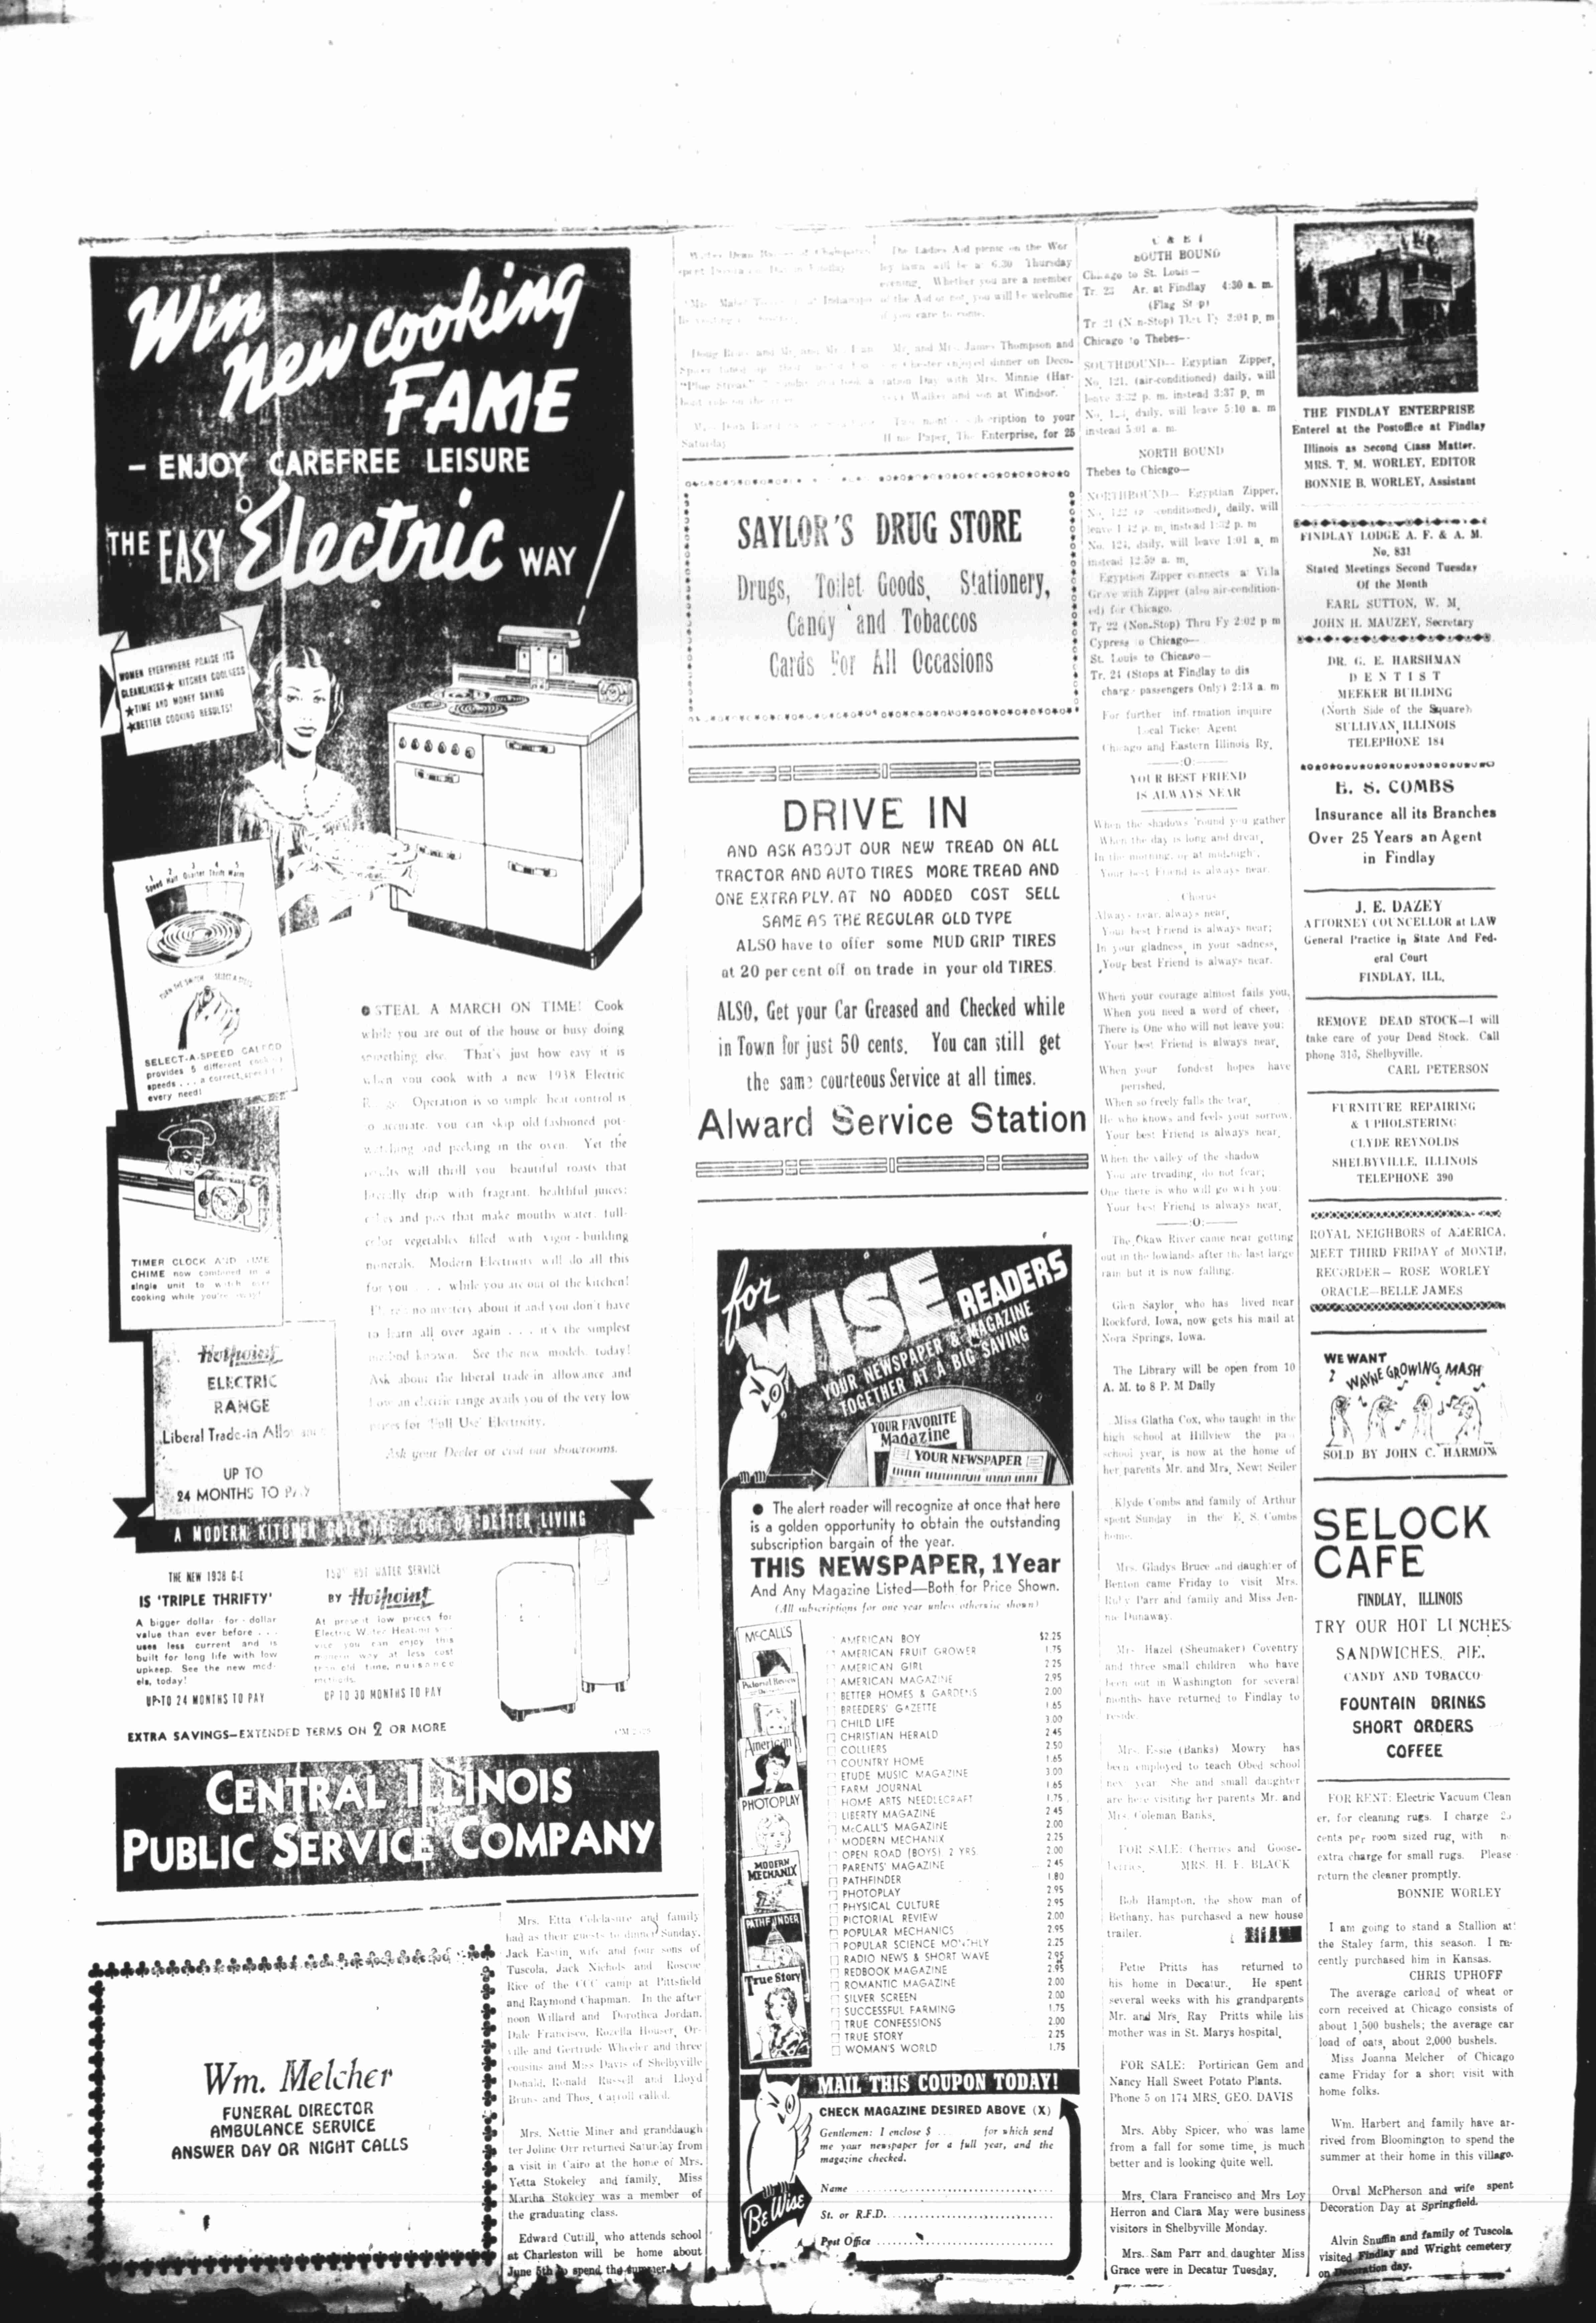 Win
New Cooking
FAME
– ENJOY CAREFREE LEISURE
THE EASY Electric WAY
WOMEN EVERYWHERE PRAISE ITS
CLEANLINESS ★ KITCHEN COOLNESS
★ TIME AND MONEY SAVING
★ BETTER COOKING RESULTS!
1 2 3 4 5
Speed Half Quarter Thrift Warm
TURN THE SWITCH SELECT A SPEED
SELECT-A-SPEED CALROD
provides 5 different cooking
speeds . . . a correct speed for
every need!
TIMER CLOCK AND TIME
CHIME now combined in a
single unit to watch
cooking while you're away!
STEAL A MARCH ON TIME! Cook
while you are out of the house or busy doing
something else. That's just how easy it is
when you cook with a new 1938 Electric
Range. Operation is so simple, heat control is
so accurate, you can skip old-fashioned pot-
watching and peeking in the oven. Yet the
results will thrill you beautiful roasts that
literally drip with fragrant, healthful juices;
cakes and pies that make mouths water, full-
color vegetables filled with vigor-building
minerals. Modern Electricity will do all this
for you . . . while you are out of the kitchen!
There's no mystery about it and you don't have
to learn all over again . . . it's the simplest
method known. See the new models today!
Ask about the liberal trade-in allowance and
how an electric range avails you of the very low
prices for 'Full Use' Electricity.
Ask your Dealer or visit our showrooms.
Hotpoint
ELECTRIC
RANGE
Liberal Trade-in Allowance
UP TO
24 MONTHS TO PAY
A MODERN KITCHEN CUTS THE COST OF BETTER LIVING
THE NEW 1938 G-E
IS 'TRIPLE THRIFTY'
A bigger dollar-for-dollar
value than ever before . . .
uses less current and is
built for long life with low
upkeep. See the new mod-
els, today!
UP TO 24 MONTHS TO PAY
HOT WATER SERVICE
BY Hotpoint
At present low prices for
Electric Water Heating ser-
vice you can enjoy this
modern way at less cost
than old time, nuisance
methods.
UP TO 30 MONTHS TO PAY
EXTRA SAVINGS—EXTENDED TERMS ON 2 OR MORE
CENTRAL ILLINOIS
PUBLIC SERVICE COMPANY
Wm. Melcher
FUNERAL DIRECTOR
AMBULANCE SERVICE
ANSWER DAY OR NIGHT CALLS
Mrs. Etta Colclasure and family
had as their guests to dinner Sunday,
Jack Eastin, wife and four sons of
Tuscola, Jack Nichols and Roscoe
Rice of the CCC camp at Pittsfield
and Raymond Chapman. In the after
noon Willard and Dorothea Jordan,
Dale Francisco, Rozella Houser, Or-
ville and Gertrude Wheeler and three
cousins and Miss Davis of Shelbyville
Donald, Ronald Russell and Lloyd
Bruns and Thos. Carroll called.
Mrs. Nettie Miner and granddaugh
ter Joline Orr returned Saturday from
a visit in Cairo at the home of Mrs.
Yetta Stokeley and family. Miss
Martha Stokeley was a member of
the graduating class.
Edward Cutill, who attends school
at Charleston will be home about
June 5th to spend the summer.
Saturday
The Ladies Aid picnic on the Wor
ley lawn will be a 6:30 Thursday
evening. Whether you are a member
of the Aid or not, you will be welcome
if you care to come.
Mr. and Mrs. James Thompson and
Chester enjoyed dinner on Deco-
ration Day with Mrs. Minnie (Har-
Walker and son at Windsor.
subscription to your
Home Paper, The Enterprise, for 25
SAYLOR'S DRUG STORE
Drugs, Toilet Goods, Stationery,
Candy and Tobaccos
Cards For All Occasions
DRIVE IN
AND ASK ABOUT OUR NEW TREAD ON ALL
TRACTOR AND AUTO TIRES MORE TREAD AND
ONE EXTRA PLY. AT NO ADDED COST SELL
SAME AS THE REGULAR OLD TYPE
ALSO have to offer some MUD GRIP TIRES
at 20 per cent off on trade in your old TIRES.
ALSO, Get your Car Greased and Checked while
in Town for just 50 cents. You can still get
the same courteous Service at all times.
Alward Service Station
for WISE READERS
YOUR NEWSPAPER & MAGAZINE
TOGETHER AT A BIG SAVING
YOUR FAVORITE
Magazine
YOUR NEWSPAPER
● The alert reader will recognize at once that here
is a golden opportunity to obtain the outstanding
subscription bargain of the year.
THIS NEWSPAPER, 1 Year
And Any Magazine Listed—Both for Price Shown.
(All subscriptions for one year unless otherwise shown)
McCALL'S
Pictorial Review
American
PHOTOPLAY
MODERN
MECHANIX
PATHFINDER
True Story
AMERICAN BOY $2.25
AMERICAN FRUIT GROWER 1.75
AMERICAN GIRL 2.25
AMERICAN MAGAZINE 2.95
BETTER HOMES & GARDENS 2.00
BREEDERS' GAZETTE 1.65
CHILD LIFE 3.00
CHRISTIAN HERALD 2.45
COLLIERS 2.50
COUNTRY HOME 1.65
ETUDE MUSIC MAGAZINE 3.00
FARM JOURNAL 1.65
HOME ARTS NEEDLECRAFT 1.75
LIBERTY MAGAZINE 2.45
McCALL'S MAGAZINE 2.00
MODERN MECHANIX 2.25
OPEN ROAD (BOYS) 2 YRS. 2.00
PARENTS' MAGAZINE 2.45
PATHFINDER 1.80
PHOTOPLAY 2.95
PHYSICAL CULTURE 2.95
PICTORIAL REVIEW 2.00
POPULAR MECHANICS 2.95
POPULAR SCIENCE MONTHLY 2.25
RADIO NEWS & SHORT WAVE 2.95
REDBOOK MAGAZINE 2.95
ROMANTIC MAGAZINE 2.00
SILVER SCREEN 2.00
SUCCESSFUL FARMING 1.75
TRUE CONFESSIONS 2.00
TRUE STORY 2.25
WOMAN'S WORLD 1.75
MAIL THIS COUPON TODAY!
CHECK MAGAZINE DESIRED ABOVE (X)
Gentlemen: I enclose $ ... for which send
me your newspaper for a full year, and the
magazine checked.
Name
St. or R.F.D.
Post Office
BE WISE
C & E I
SOUTH BOUND
Chicago to St. Louis—
Tr. 23 Ar. at Findlay 4:30 a. m.
(Flag Stop)
Tr 21 (Non-Stop) Thru Fy 2:04 p. m
Chicago to Thebes—
SOUTHBOUND— Egyptian Zipper,
No. 121, (air-conditioned) daily, will
leave 3:32 p. m. instead 3:37 p. m
No. 123, daily, will leave 5:10 a. m
instead 5:01 a. m.
NORTH BOUND
Thebes to Chicago—
NORTHBOUND— Egyptian Zipper,
No. 122 (air-conditioned), daily, will
leave 1:42 p. m. instead 1:32 p. m
No. 124, daily, will leave 1:01 a. m
instead 12:59 a. m.
Egyption Zipper connects at Villa
Grove with Zipper (also air-condition-
ed) for Chicago.
Tr 22 (Non-Stop) Thru Fy 2:02 p m
Cypress to Chicago—
St. Louis to Chicago—
Tr. 24 (Stops at Findlay to dis
charge passengers Only) 2:13 a. m
For further information inquire
Local Ticket Agent
Chicago and Eastern Illinois Ry.
—:O:—
YOUR BEST FRIEND
IS ALWAYS NEAR
When the shadows 'round you gather
When the day is long and drear,
In the morning, or at midnight,
Your best Friend is always near.
Chorus
Always near, always near,
Your best Friend is always near;
In your gladness, in your sadness,
Your best Friend is always near.
When your courage almost fails you,
When you need a word of cheer,
There is One who will not leave you:
Your best Friend is always near.
When your fondest hopes have
perished,
When so freely falls the tear,
He who knows and feels your sorrow,
Your best Friend is always near,
When the valley of the shadow
You are treading, do not fear;
One there is who will go with you:
Your best Friend is always near.
—:O:—
The Okaw River came near getting
out in the lowlands after the last large
rain but it is now falling.
Glen Saylor, who has lived near
Rockford, Iowa, now gets his mail at
Nora Springs, Iowa.
The Library will be open from 10
A. M. to 8 P. M Daily
Miss Glatha Cox, who taught in the
high school at Hillview the past
school year, is now at the home of
her parents Mr. and Mrs. Newt Seiler
Klyde Combs and family of Arthur
spent Sunday in the E. S. Combs
home.
Mrs. Gladys Bruce and daughter of
Benton came Friday to visit Mrs.
Ruby Parr and family and Miss Jen-
nie Dunaway.
Mrs. Hazel (Sheumaker) Coventry
and three small children who have
been out in Washington for several
months have returned to Findlay to
reside.
Mrs. Essie (Banks) Mowry has
been employed to teach Obed school
next year. She and small daughter
are here visiting her parents Mr. and
Mrs. Coleman Banks.
FOR SALE: Cherries and Goose-
berries. MRS. H. F. BLACK
Bob Hampton, the show man of
Bethany, has purchased a new house
trailer.
Petie Pritts has returned to
his home in Decatur. He spent
several weeks with his grandparents
Mr. and Mrs. Ray Pritts while his
mother was in St. Marys hospital.
FOR SALE: Portirican Gem and
Nancy Hall Sweet Potato Plants.
Phone 5 on 174 MRS. GEO. DAVIS
Mrs. Abby Spicer, who was lame
from a fall for some time, is much
better and is looking quite well.
Mrs. Clara Francisco and Mrs Loy
Herron and Clara May were business
visitors in Shelbyville Monday.
Mrs. Sam Parr and daughter Miss
Grace were in Decatur Tuesday.
THE FINDLAY ENTERPRISE
Enterel at the Postoffice at Findlay
Illinois as Second Class Matter.
MRS. T. M. WORLEY, EDITOR
BONNIE B. WORLEY, Assistant
FINDLAY LODGE A. F. & A. M.
No. 831
Stated Meetings Second Tuesday
Of the Month
EARL SUTTON, W. M.
JOHN H. MAUZEY, Secretary
DR. G. E. HARSHMAN
DENTIST
MEEKER BUILDING
(North Side of the Square)
SULLIVAN, ILLINOIS
TELEPHONE 184
E. S. COMBS
Insurance all its Branches
Over 25 Years an Agent
in Findlay
J. E. DAZEY
ATTORNEY COUNCELLOR at LAW
General Practice in State And Fed-
eral Court
FINDLAY, ILL.
REMOVE DEAD STOCK—I will
take care of your Dead Stock. Call
phone 313, Shelbyville.
CARL PETERSON
FURNITURE REPAIRING
& UPHOLSTERING
CLYDE REYNOLDS
SHELBYVILLE, ILLINOIS
TELEPHONE 390
ROYAL NEIGHBORS of AMERICA.
MEET THIRD FRIDAY of MONTH.
RECORDER— ROSE WORLEY
ORACLE—BELLE JAMES
WE WANT
WAYNE GROWING MASH
SOLD BY JOHN C. HARMON
SELOCK
CAFE
FINDLAY, ILLINOIS
TRY OUR HOT LUNCHES
SANDWICHES, PIE,
CANDY AND TOBACCO
FOUNTAIN DRINKS
SHORT ORDERS
COFFEE
FOR RENT: Electric Vacuum Clean
er, for cleaning rugs. I charge 25
cents per room sized rug, with no
extra charge for small rugs. Please
return the cleaner promptly.
BONNIE WORLEY
I am going to stand a Stallion at
the Staley farm, this season. I re-
cently purchased him in Kansas.
CHRIS UPHOFF
The average carload of wheat or
corn received at Chicago consists of
about 1,500 bushels; the average car
load of oats, about 2,000 bushels.
Miss Joanna Melcher of Chicago
came Friday for a short visit with
home folks.
Wm. Harbert and family have ar-
rived from Bloomington to spend the
summer at their home in this village.
Orval McPherson and wife spent
Decoration Day at Springfield.
Alvin Snuffin and family of Tuscola
visited Findlay and Wright cemetery
on Decoration day.